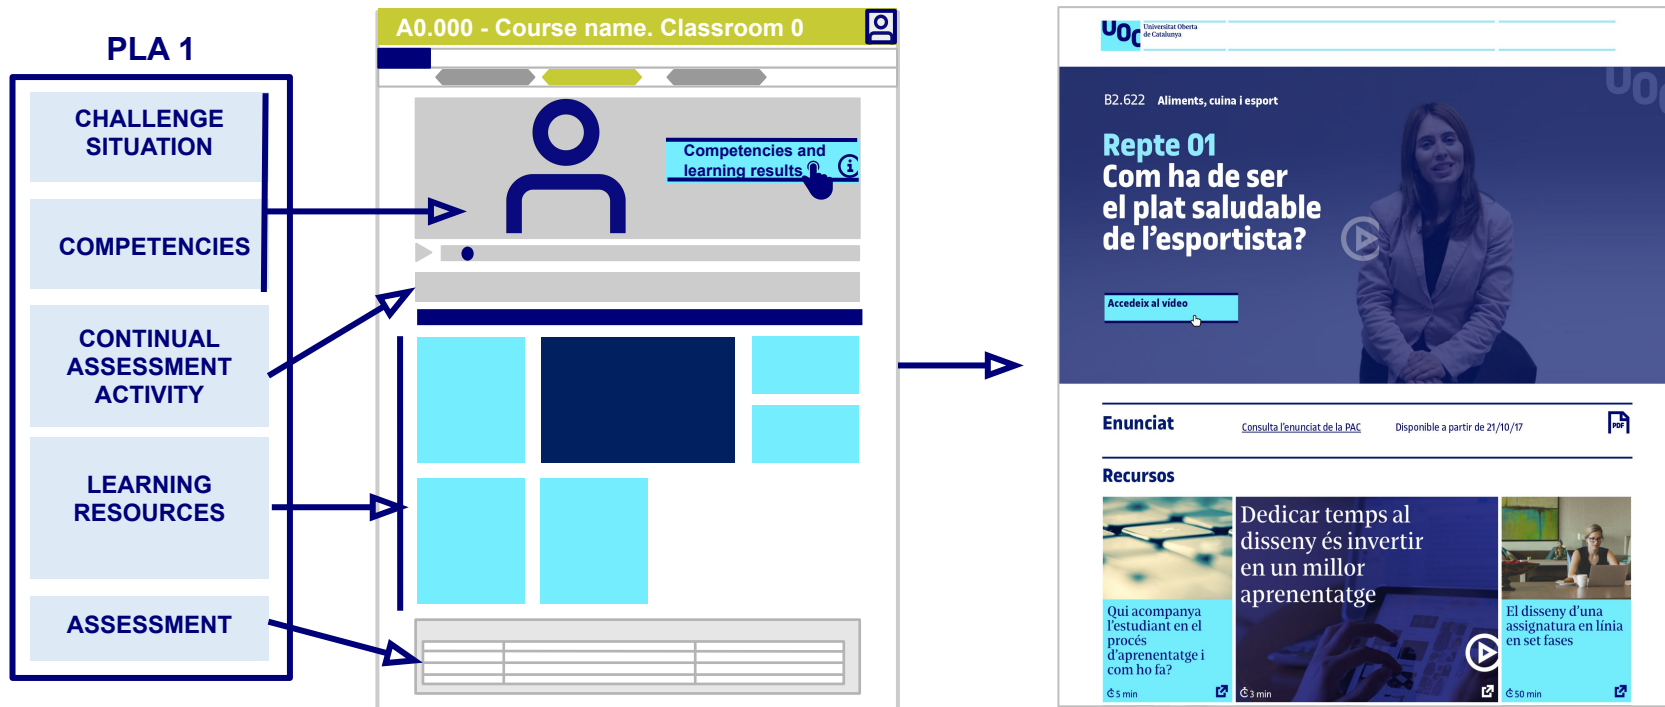 PLA 1
CHALLENGE
SITUATION
COMPETENCIES
CONTINUAL
ASSESSMENT
ACTIVITY
LEARNING
RESOURCES
ASSESSMENT
A0.000 - Course name. Classroom 0
Competencies and
learning results
UOC
Universitat Oberta
de Catalunya
UOC
B2.622 Aliments, cuina i esport
Repte 01
Com ha de ser
el plat saludable
de l'esportista?
Accedeix al vídeo
Enunciat
Consulta l'enunciat de la PAC
Disponible a partir de 21/10/17
PDF
Recursos
Qui acompanya
l'estudiant en el
procés
d'aprenentatge i
com ho fa?
5 min
Dedicar temps al
disseny és invertir
en un millor
aprenentatge
3 min
El disseny d'una
assignatura en línia
en set fases
50 min